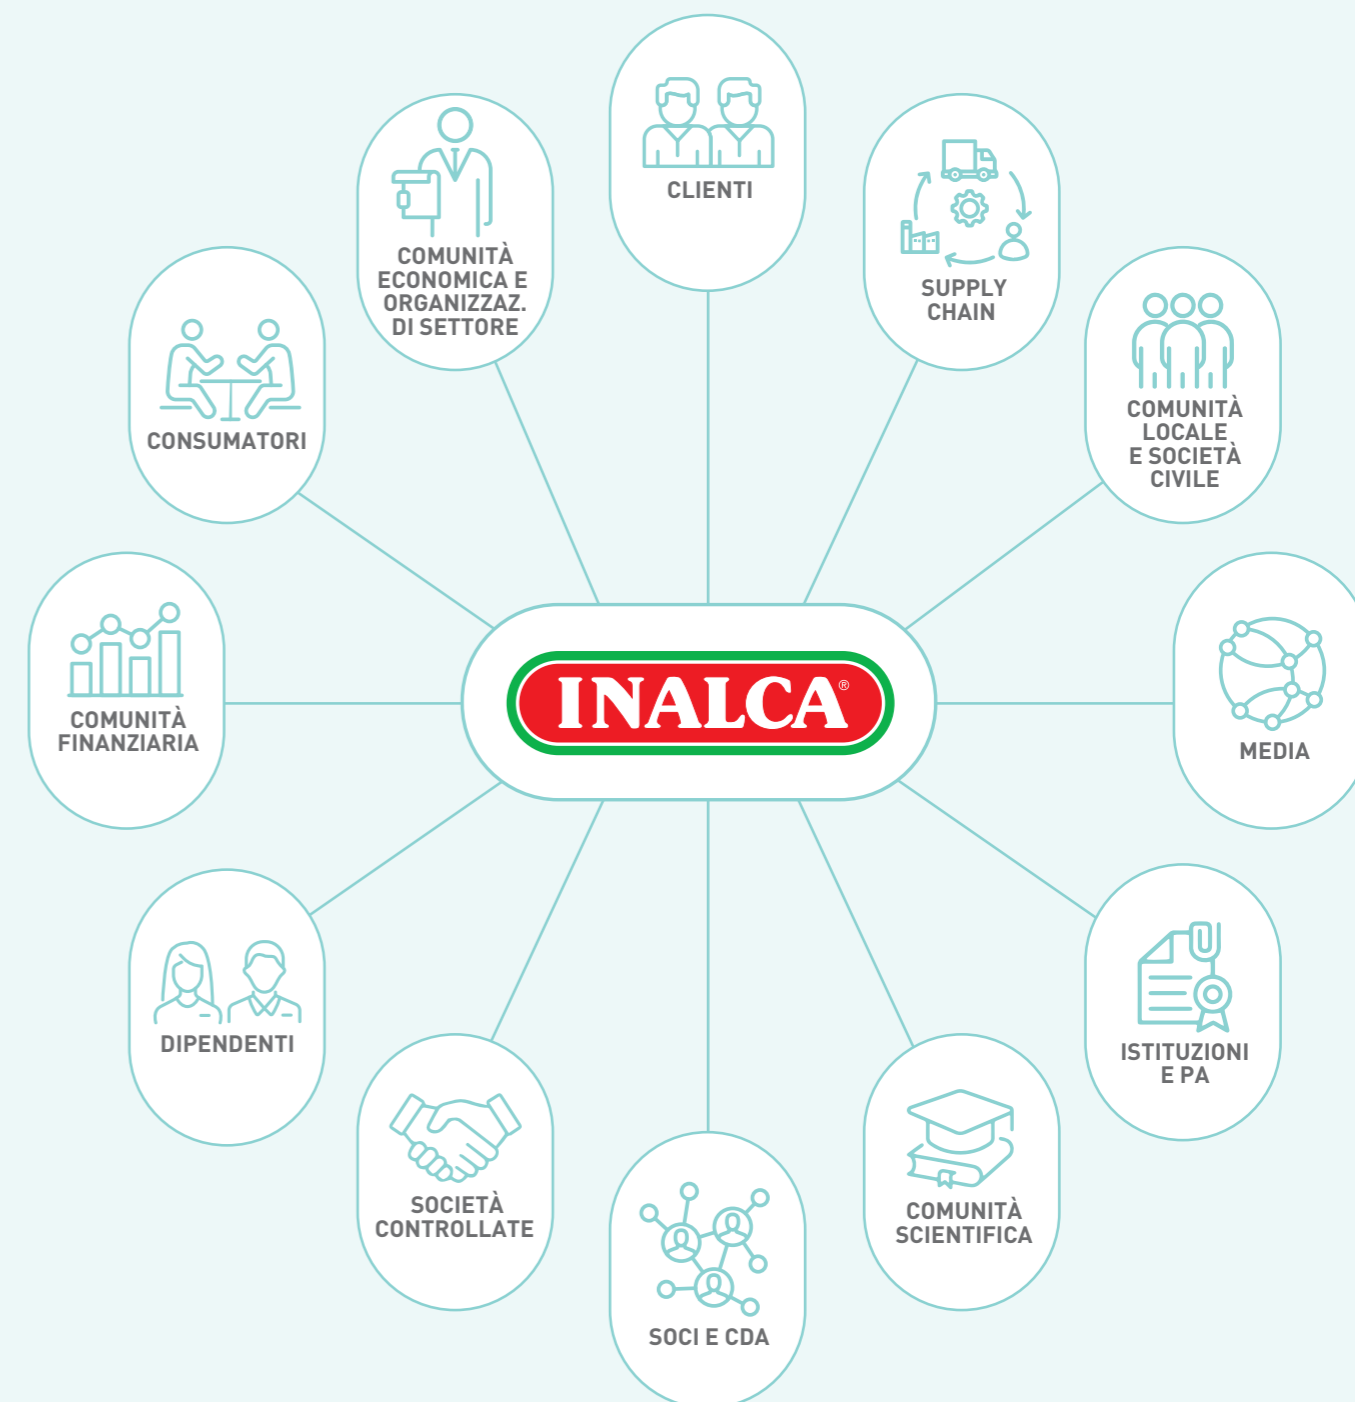 CLIENTI
COMUNITÀ
ECONOMICA E
ORGANIZZAZ.
DI SETTORE
SUPPLY
CHAIN
CONSUMATORI
COMUNITÀ
LOCALE
E SOCIETÀ
CIVILE
COMUNITÀ
FINANZIARIA
INALCA®
MEDIA
DIPENDENTI
ISTITUZIONI
E PA
SOCIETÀ
CONTROLLATE
COMUNITÀ
SCIENTIFICA
SOCI E CDA